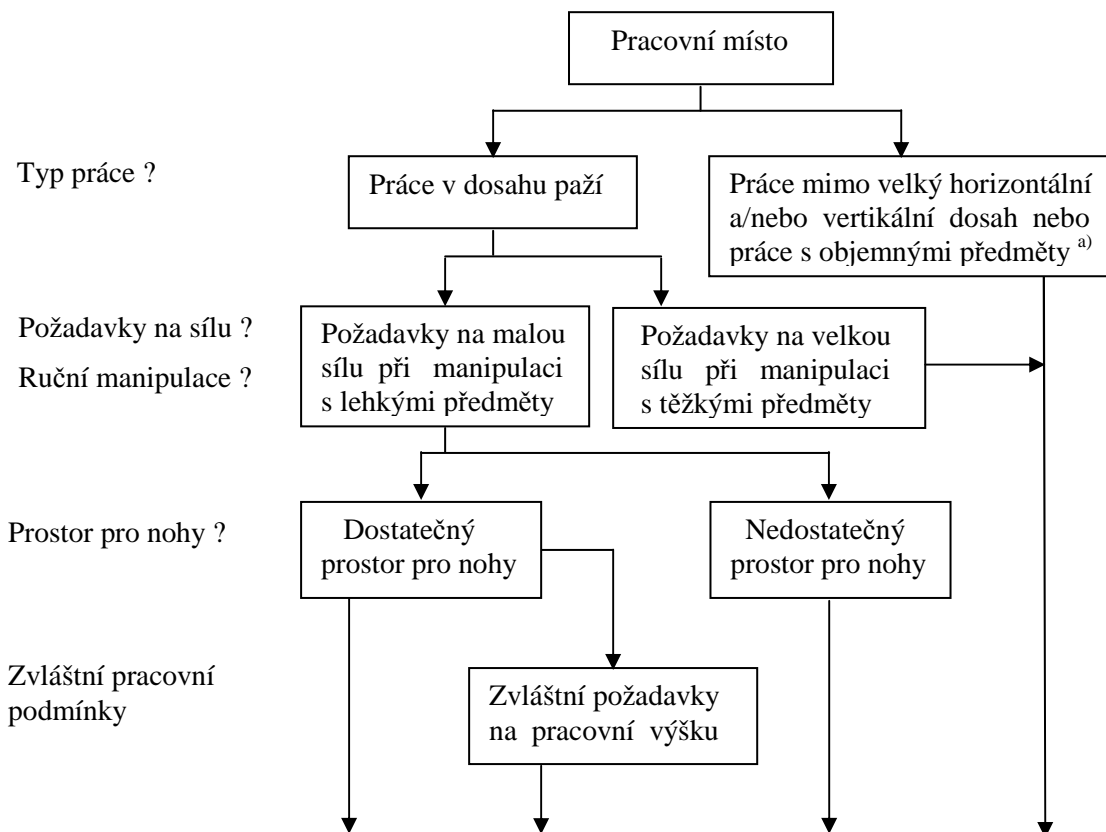 Pracovní místo
Typ práce ?
Práce v dosahu paží
Práce mimo velký horizontální
a/nebo vertikální dosah nebo
práce s objemnými předměty a)
Požadavky na sílu ?
Ruční manipulace ?
Požadavky na malou
sílu při manipulaci
s lehkými předměty
Požadavky na velkou
sílu při manipulaci
s těžkými předměty
Prostor pro nohy ?
Dostatečný
prostor pro nohy
Nedostatečný
prostor pro nohy
Zvláštní pracovní
podmínky
Zvláštní požadavky
na pracovní výšku